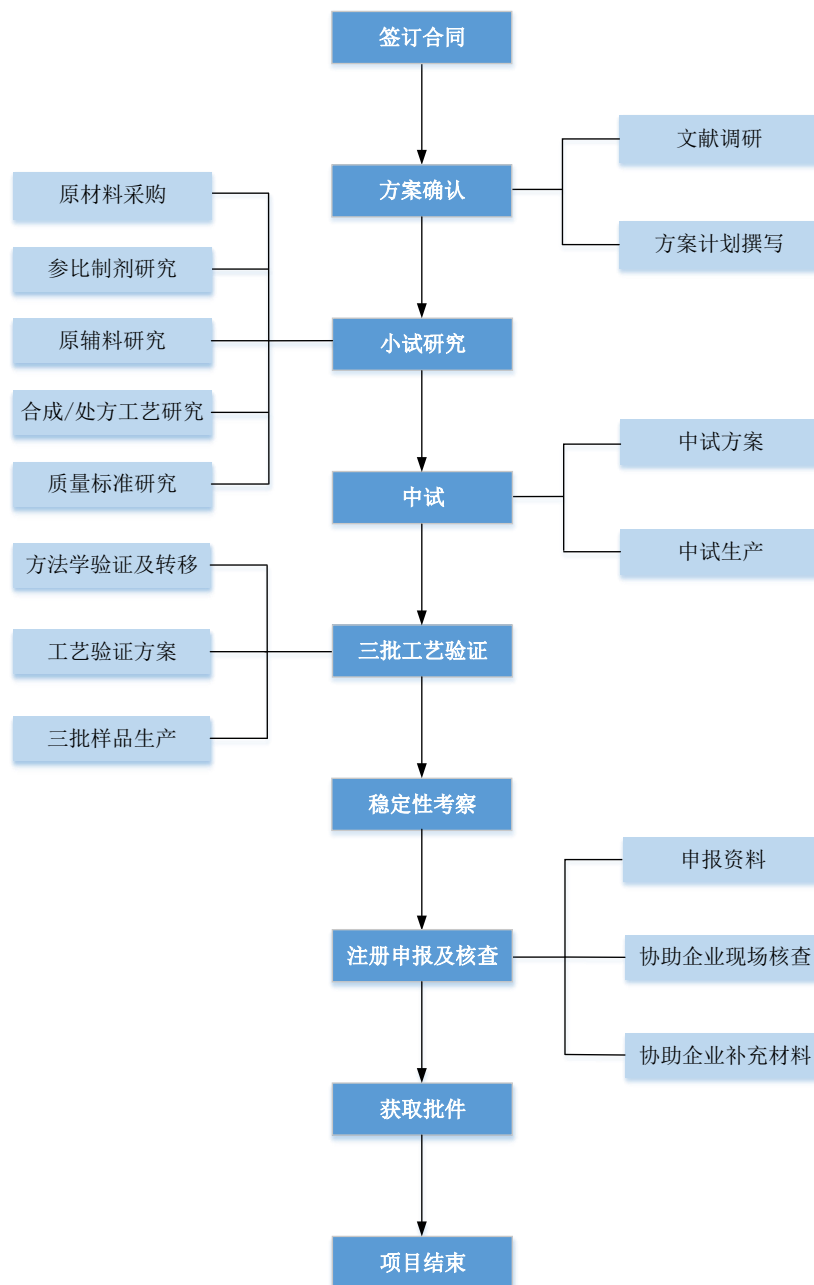 签订合同
方案确认
文献调研
方案计划撰写
小试研究
原材料采购
参比制剂研究
原辅料研究
合成/处方工艺研究
质量标准研究
中试
中试方案
中试生产
三批工艺验证
方法学验证及转移
工艺验证方案
三批样品生产
稳定性考察
注册申报及核查
申报资料
协助企业现场核查
协助企业补充材料
获取批件
项目结束